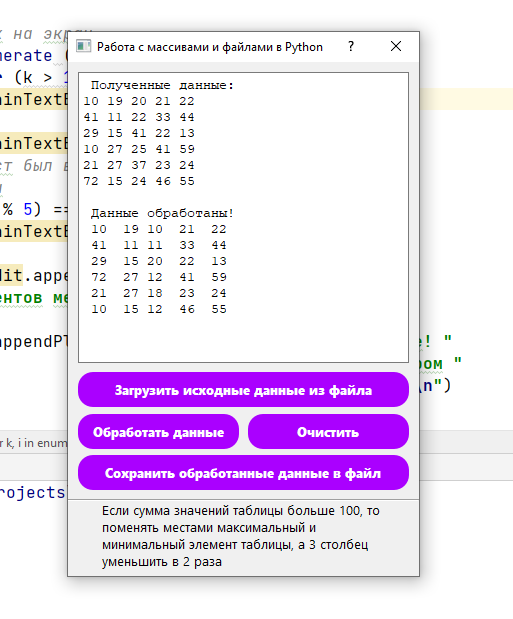 к на экран
Работа с массивами и файлами в Python
?
nerate (
r (k > 1
ainTextE
ainTextE
ст был в
% 5) ==
ainTextE
dit.appe
ентов ме
appendPl
е! "
ром "
\n")
r k, i in enum
rojects
Полученные данные:
10 19 20 21 22
41 11 22 33 44
29 15 41 22 13
10 27 25 41 59
21 27 37 23 24
72 15 24 46 55
Данные обработаны!
10 19 10 21 22
41 11 11 33 44
29 15 20 22 13
72 27 12 41 59
21 27 18 23 24
10 15 12 46 55
Загрузить исходные данные из файла
Обработать данные
Очистить
Сохранить обработанные данные в файл
Если сумма значений таблицы больше 100, то
поменять местами максимальный и
минимальный элемент таблицы, а 3 столбец
уменьшить в 2 раза